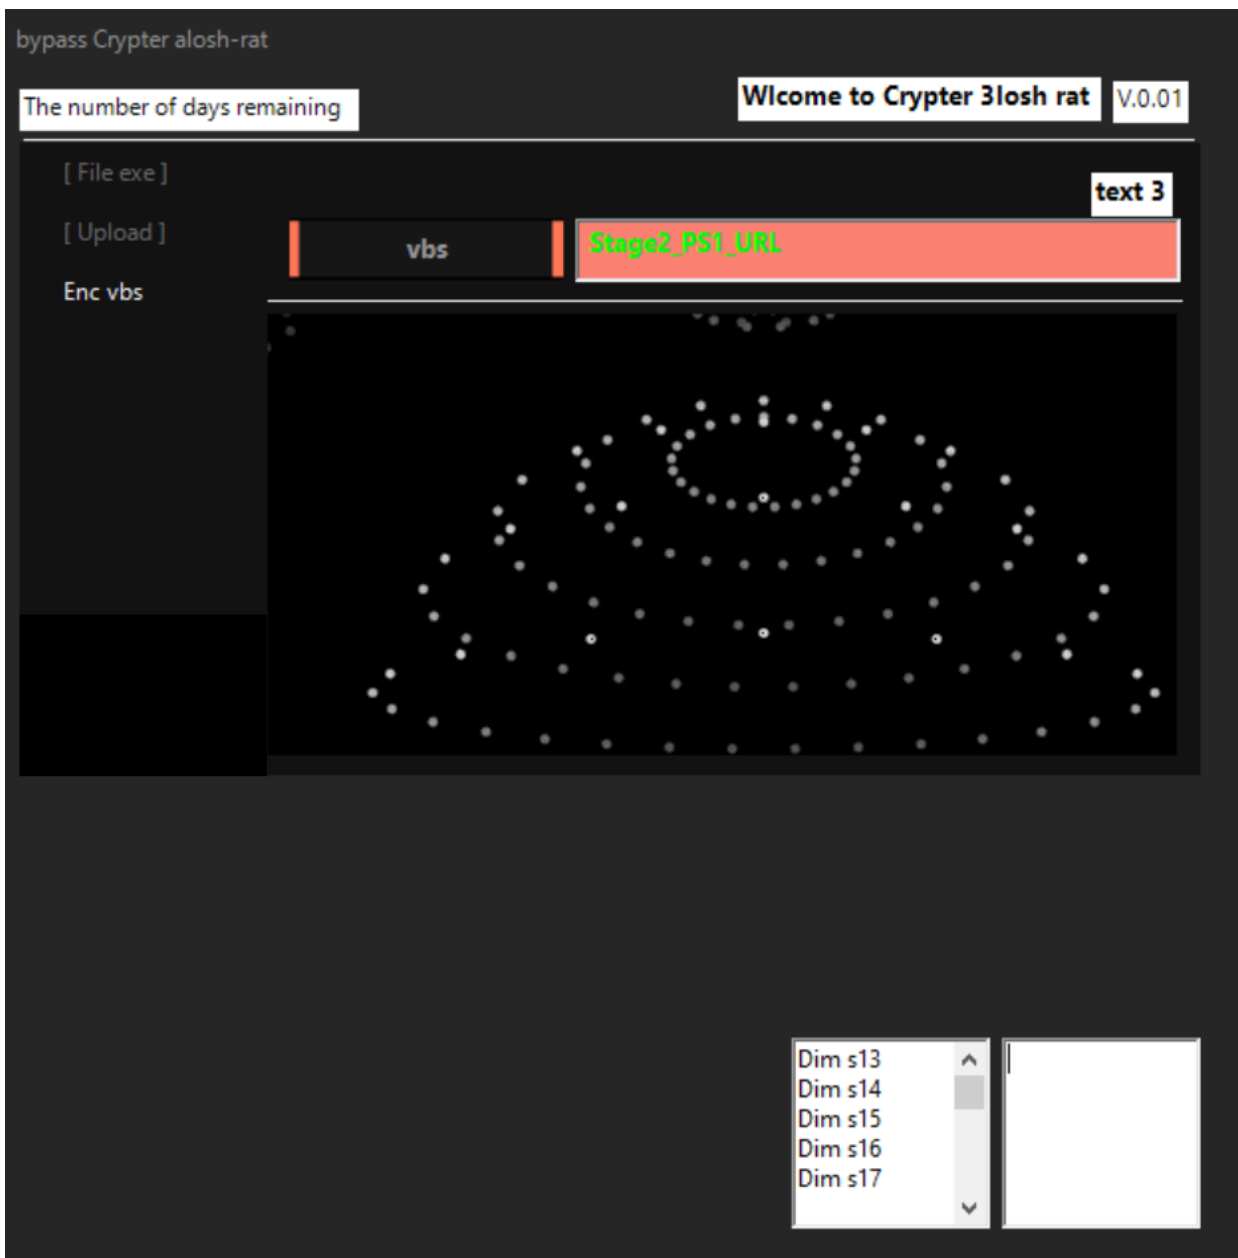 bypass Crypter alosh-rat
The number of days remaining
Wlcome to Crypter 3losh rat
V.0.01
[ File exe ]
text 3
[ Upload ]
vbs
Stage2_PS1_URL
Enc vbs
Dim s13
Dim s14
Dim s15
Dim s16
Dim s17